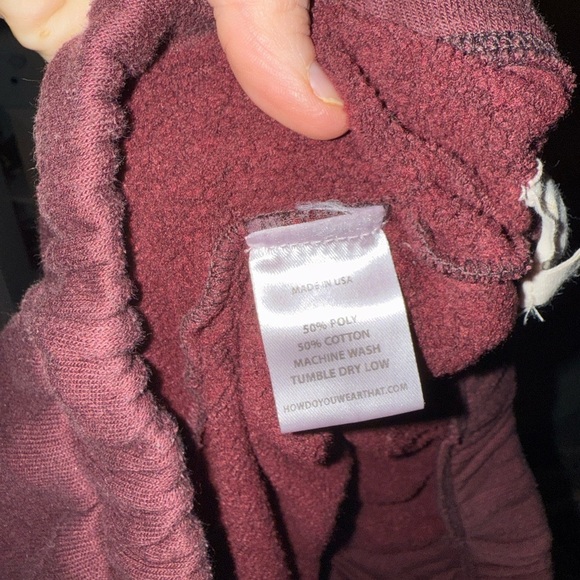 MADE IN USA
50% POLY
50% COTTON
MACHINE WASH
TUMBLE DRY LOW
HOWDOYOUWEARTHAT.COM